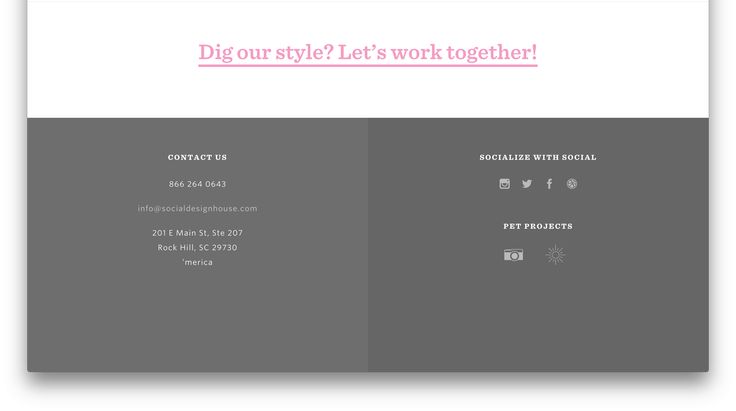 Dig our style? Let’s work together!
CONTACT US
866 264 0643
info@socialdesignhouse.com
201 E Main St, Ste 207
Rock Hill, SC 29730
'merica
SOCIALIZE WITH SOCIAL
PET PROJECTS